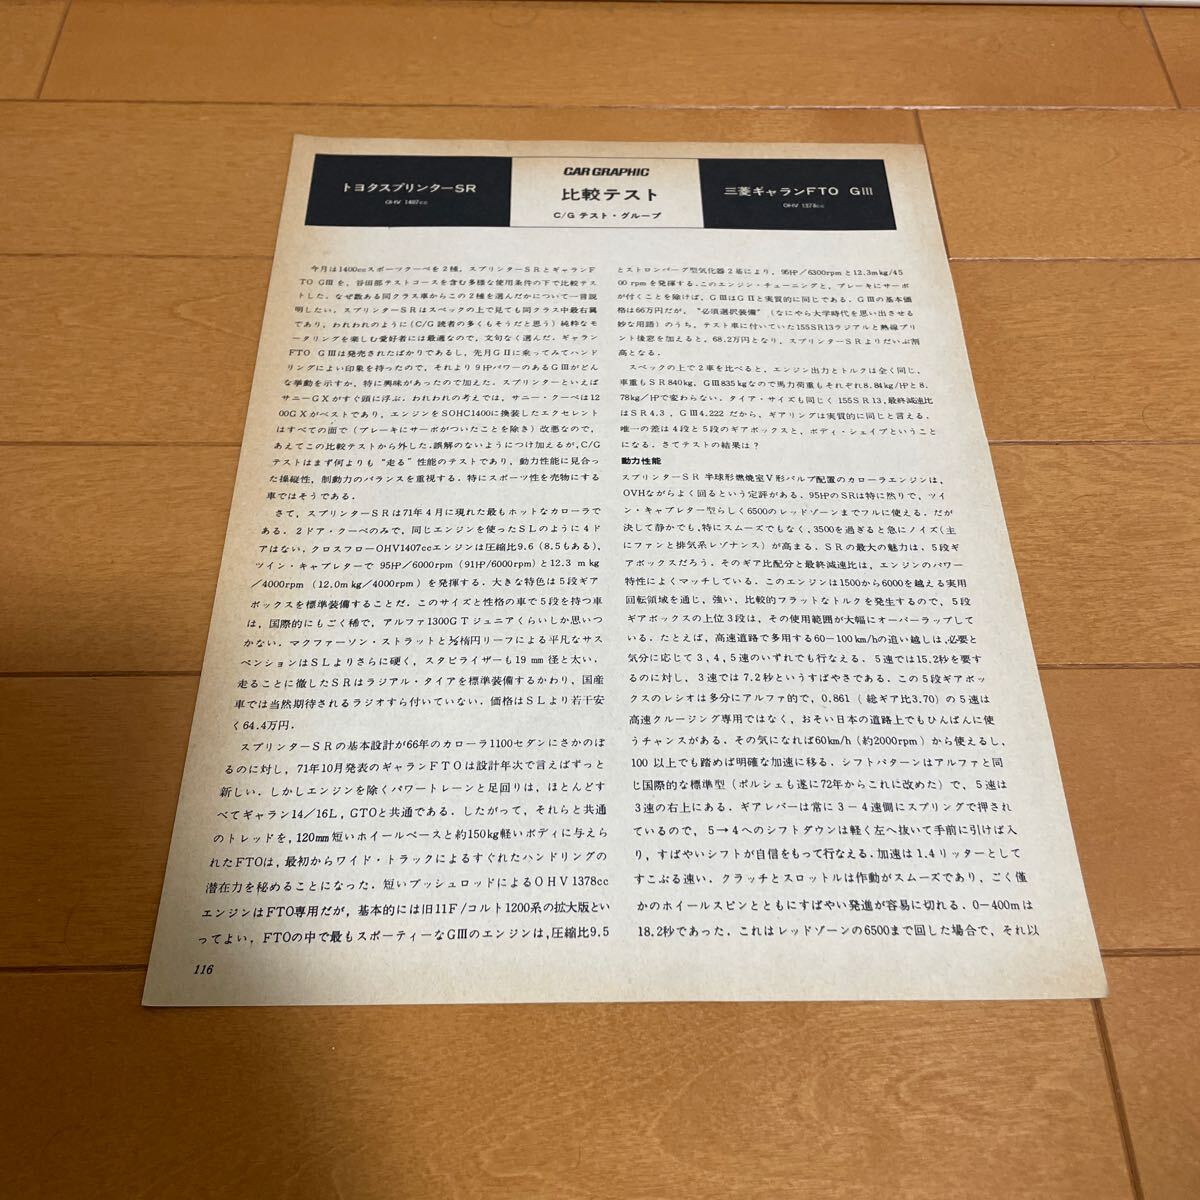 トヨタスプリンターSR
OHV 1407cc
CAR GRAPHIC
比較テスト
C/G テスト・グループ
三菱ギャランFTO GIII
OHV 1378cc
今月は1400ccスポーツクーペを2種,スプリンターSRとギャランF
TO GIIIを,谷田部テストコースを含む多様な使用条件の下で比較テス
トした.なぜ数ある同クラス車からこの2種を選んだかについて一言説
明したい.スプリンターSRはスペックの上で見ても同クラス中最右翼
であり,われわれのように(C/G読者の多くもそうだと思う)純粋なモ
ータリングを楽しむ愛好者には最適なので,文句なく選んだ.ギャラン
FTO GIIIは発売されたばかりであるし,先月GIIに乗ってみてハンド
リングによい印象を持ったので,それより9HPパワーのあるGIIIがどん
な挙動を示すか,特に興味があったので加えた.スプリンターといえば
サニーGXがすぐ頭に浮ぶ.われわれの考えでは,サニー・クーペは12
00GXがベストであり,エンジンをSOHC1400に換装したエクセレント
はすべての面で(ブレーキにサーボがついたことを除き)改悪なので,
あえてこの比較テストから外した.誤解のないようにつけ加えるが,C/G
テストはまず何よりも“走る”性能のテストであり,動力性能に見合っ
た操縦性,制動力のバランスを重視する.特にスポーツ性を売物にする
車ではそうである.
さて,スプリンターSRは71年4月に現れた最もホットなカローラで
ある.2ドア・クーペのみで,同じエンジンを使ったSLのように4ド
アはない.クロスフローOHV1407ccエンジンは圧縮比9.6(8.5もある),
ツイン・キャブレターで 95HP/6000rpm(91HP/6000rpm)と12.3 mkg
/4000rpm(12.0mkg/4000rpm)を発揮する.大きな特色は5段ギア
ボックスを標準装備することだ.このサイズと性格の車で5段を持つ車
は,国際的にもごく稀で,アルファ1300GTジュニアくらいしか思いつ
かない.マクファーソン・ストラットと½楕円リーフによる平凡なサス
ペンションはSLよりさらに硬く,スタビライザーも19 mm 径と太い.
走ることに徹したSRはラジアル・タイアを標準装備するかわり,国産
車では当然期待されるラジオすら付いていない.価格はSLより若干安
く64.4万円.
スプリンターSRの基本設計が66年のカローラ1100セダンにさかのぼ
るのに対し,71年10月発表のギャランFTOは設計年次で言えばずっと
新しい.しかしエンジンを除くパワートレーンと足回りは,ほとんどす
べてギャラン14/16L,GTOと共通である.したがって,それらと共通
のトレッドを,120mm短いホイールベースと約150kg軽いボディに与えら
れたFTOは,最初からワイド・トラックによるすぐれたハンドリングの
潜在力を秘めることになった.短いプッシュロッドによるOHV 1378cc
エンジンはFTO専用だが,基本的には旧11F/コルト1200系の拡大版とい
ってよい,FTOの中で最もスポーティーなGIIIのエンジンは,圧縮比9.5
116
とストロンバーグ型気化器2基により,95HP/6300rpmと12.3mkg/45
00 rpmを発揮する.このエンジン・チューニングと,ブレーキにサーボ
が付くことを除けば,GIIIはGIIと実質的に同じである.GIIIの基本価
格は66万円だが,“必須選択装備”(なにやら大学時代を思い出させる
妙な用語)のうち,テスト車に付いていた155SR13ラジアルと熱線プリ
ント後窓を加えると,68.2万円となり,スプリンターSRよりだいぶ割
高となる.
スペックの上で2車を比べると,エンジン出力とトルクは全く同じ,
車重もSR840kg,GIII835kgなので馬力荷重もそれぞれ8.84kg/HPと8.
78kg/HPで変わらない.タイア・サイズも同じく155SR13,最終減速比
はSR4.3,GIII4.222だから,ギアリングは実質的に同じと言える.
唯一の差は4段と5段のギアボックスと,ボディ・シェイプということ
になる.さてテストの結果は?
動力性能
スプリンターSR 半球形燃焼室V形バルブ配置のカローラエンジンは,
OVHながらよく回るという定評がある.95HPのSRは特に然りで,ツイ
ン・キャブレター型らしく6500のレッドゾーンまでフルに使える.だが
決して静かでも,特にスムーズでもなく,3500を過ぎると急にノイズ(主
にファンと排気系レゾナンス)が高まる.SRの最大の魅力は,5段ギ
アボックスだろう.そのギア比配分と最終減速比は,エンジンのパワー
特性によくマッチしている.このエンジンは1500から6000を越える実用
回転領域を通じ,強い,比較的フラットなトルクを発生するので,5段
ギアボックスの上位3段は,その使用範囲が大幅にオーバーラップして
いる.たとえば,高速道路で多用する60-100km/hの追い越しは,必要と
気分に応じて3,4,5速のいずれでも行なえる.5速では15.2秒を要す
るのに対し,3速では7.2秒というすばやさである.この5段ギアボッ
クスのレシオは多分にアルファ的で,0.861(総ギア比3.70)の5速は
高速クルージング専用ではなく,おそい日本の道路上でもひんぱんに使
うチャンスがある.その気になれば60km/h(約2000rpm)から使えるし,
100以上でも踏めば明確な加速に移る.シフトパターンはアルファと同
じ国際的な標準型(ポルシェも遂に72年からこれに改めた)で,5速は
3速の右上にある.ギアレバーは常に3-4速側にスプリングで押され
ているので,5→4へのシフトダウンは軽く左へ抜いて手前に引けば入
り,すばやいシフトが自信をもって行なえる.加速は1.4リッターとして
すこぶる速い.クラッチとスロットルは作動がスムーズであり,ごく僅
かのホイールスピンとともにすばやい発進が容易に切れる.0-400mは
18.2秒であった.これはレッドゾーンの6500まで回した場合で,それ以